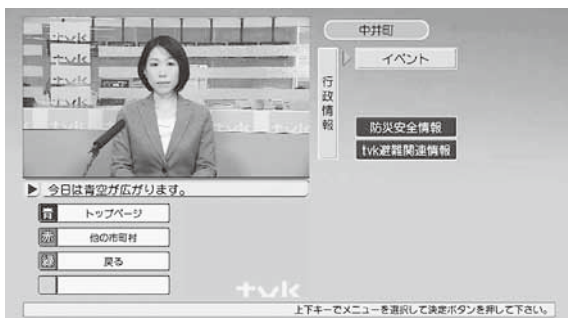 tvk
tvk
tvk
中井町
行政情報
イベント
防災安全情報
tvk避難関連情報
今日は青空が広がります。
青 トップページ
赤 他の市町村
緑 戻る
tvk
上下キーでメニューを選択して決定ボタンを押して下さい。